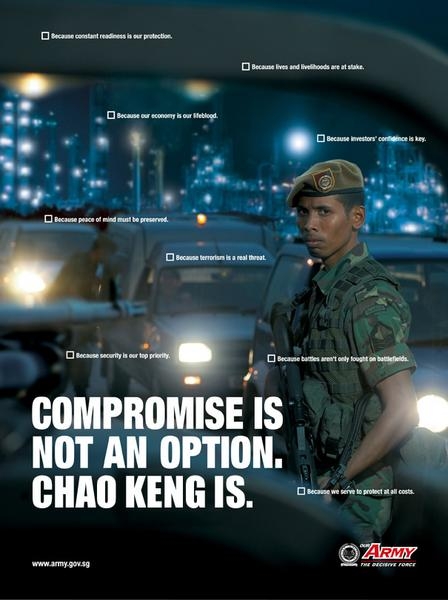 Because constant readiness is our protection.
Because lives and livelihoods are at stake.
Because our economy is our lifeblood.
Because investors' confidence is key.
Because peace of mind must be preserved.
Because terrorism is a real threat.
Because security is our top priority.
Because battles aren't only fought on battlefields.
COMPROMISE IS
NOT AN OPTION.
CHAO KENG IS.
Because we serve to protect at all costs.
www.army.gov.sg
OUR ARMY
THE DECISIVE FORCE